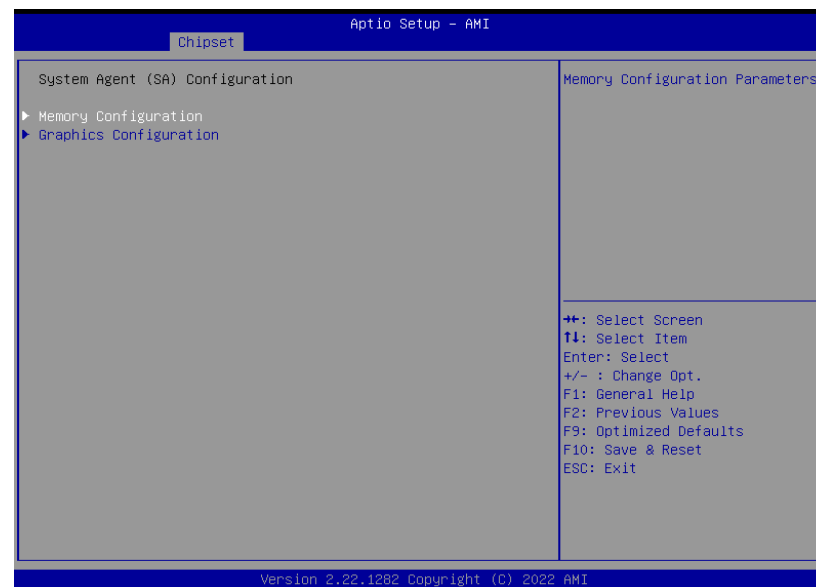 Aptio Setup – AMI
Chipset
System Agent (SA) Configuration
Memory Configuration
Graphics Configuration
Memory Configuration Parameters
→←: Select Screen
↑↓: Select Item
Enter: Select
+/- : Change Opt.
F1: General Help
F2: Previous Values
F9: Optimized Defaults
F10: Save & Reset
ESC: Exit
Version 2.22.1282 Copyright (C) 2022 AMI